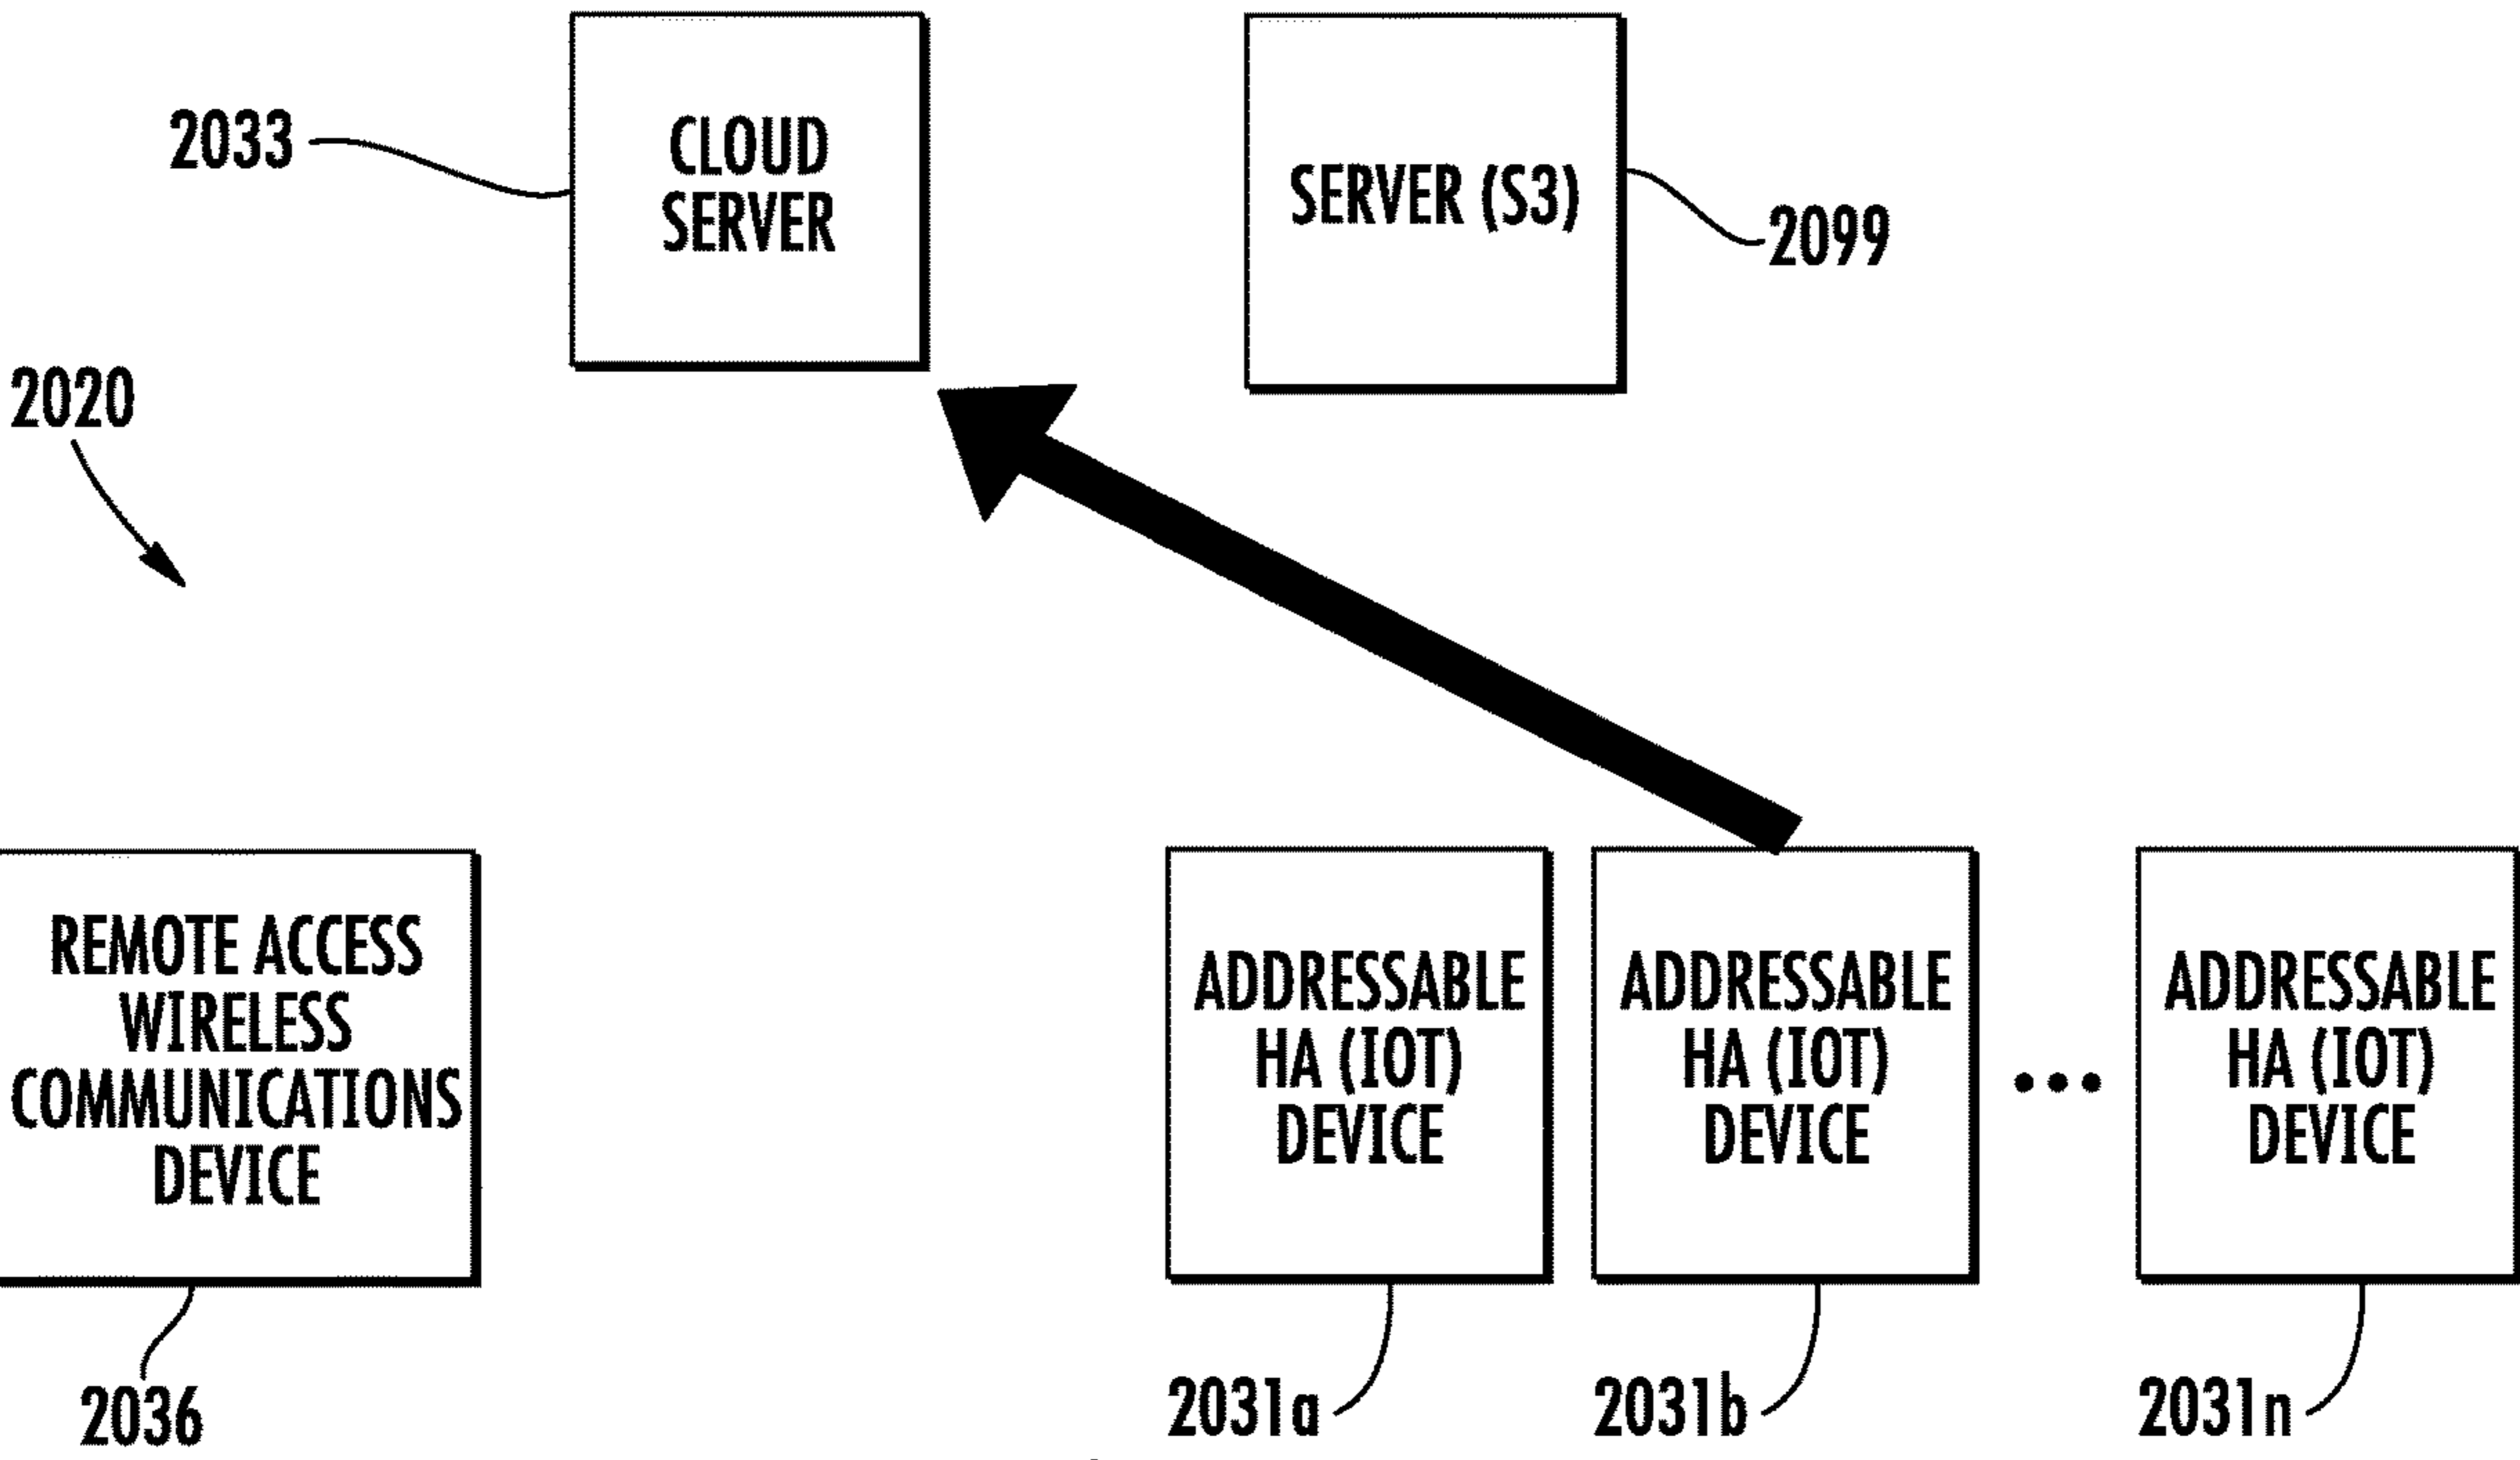 2033
CLOUD
SERVER
SERVER (S3)
2099
2020
REMOTE ACCESS
WIRELESS
COMMUNICATIONS
DEVICE
2036
ADDRESSABLE
HA (IOT)
DEVICE
2031a
ADDRESSABLE
HA (IOT)
DEVICE
2031b
•••
ADDRESSABLE
HA (IOT)
DEVICE
2031n